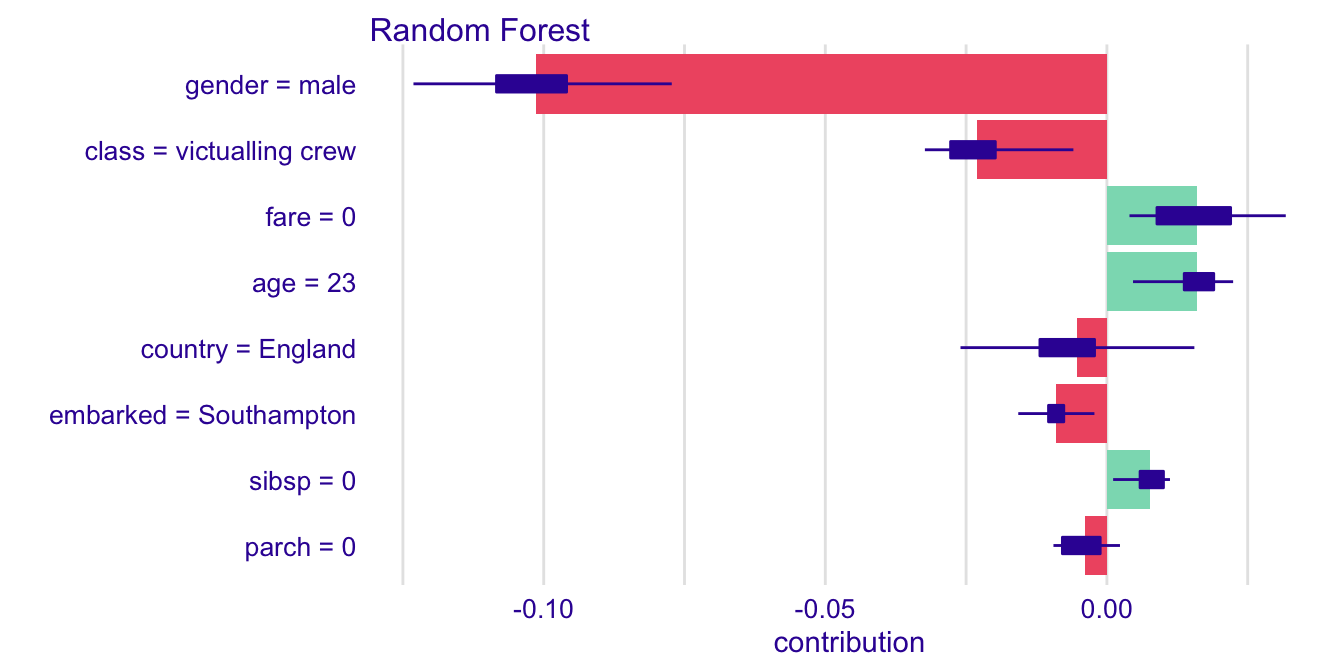 Random Forest
gender = male
class = victualling crew
fare = 0
age = 23
country = England
embarked = Southampton
sibsp = 0
parch = 0
-0.10 -0.05 0.00
contribution